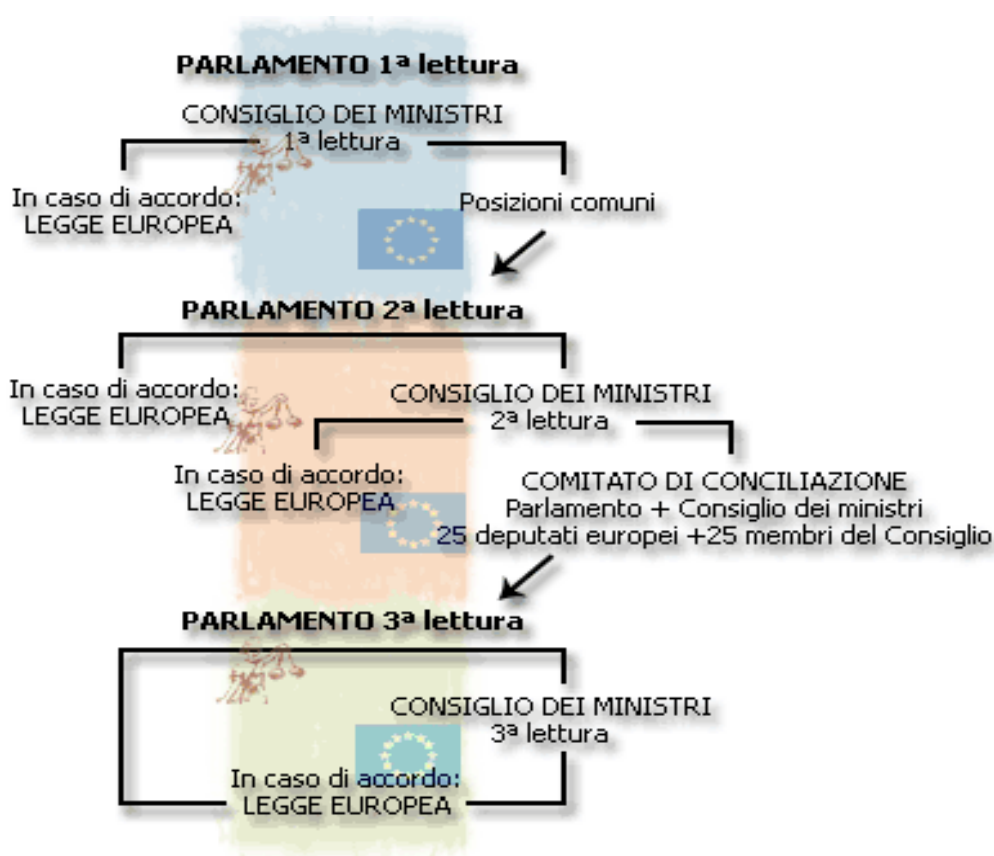 PARLAMENTO 1ª lettura
CONSIGLIO DEI MINISTRI
1ª lettura
In caso di accordo:
LEGGE EUROPEA
Posizioni comuni
PARLAMENTO 2ª lettura
In caso di accordo:
LEGGE EUROPEA
CONSIGLIO DEI MINISTRI
2ª lettura
In caso di accordo:
LEGGE EUROPEA
COMITATO DI CONCILIAZIONE
Parlamento + Consiglio dei ministri
25 deputati europei +25 membri del Consiglio
PARLAMENTO 3ª lettura
CONSIGLIO DEI MINISTRI
3ª lettura
In caso di accordo:
LEGGE EUROPEA